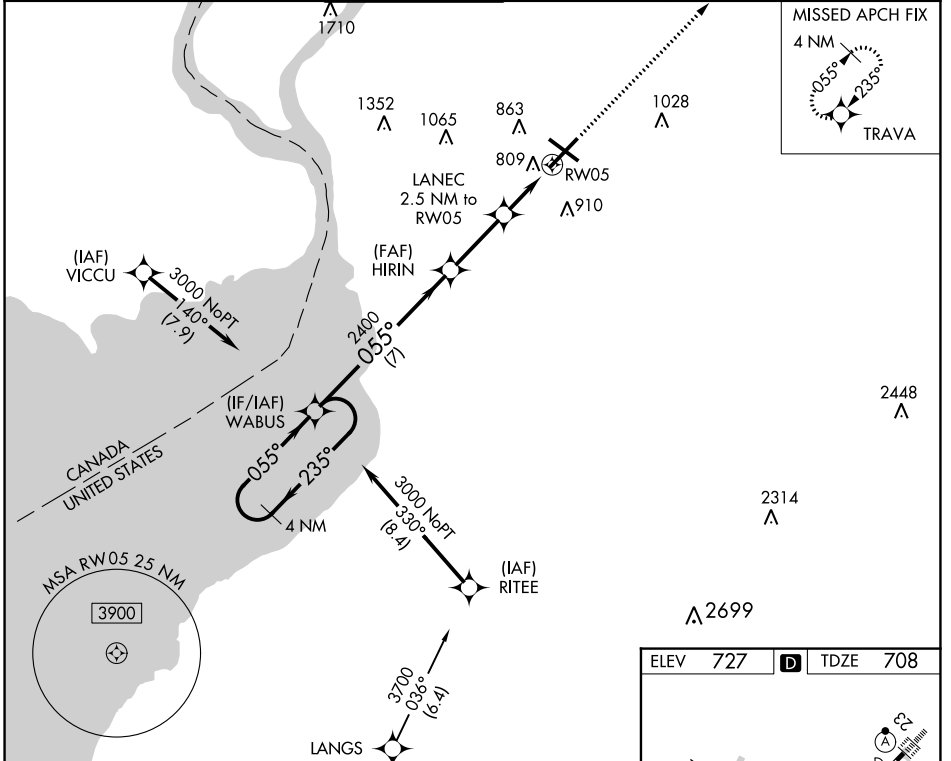 MISSED APCH FIX
4 NM
055°
235°
TRAVA
1710
1352
1065
863
1028
809
RW05
910
LANEC
2.5 NM to
RW05
(FAF)
HIRIN
(IAF)
VICCU
3000 NoPT
140°
(7.9)
2400
055°
(7)
(IF/IAF)
WABUS
055°
235°
4 NM
CANADA
UNITED STATES
2448
2314
2699
3000 NoPT
330°
(8.4)
(IAF)
RITEE
MSA RW05 25 NM
3900
3700
036°
(6.4)
LANGS
ELEV 727 D TDZE 708
A
23